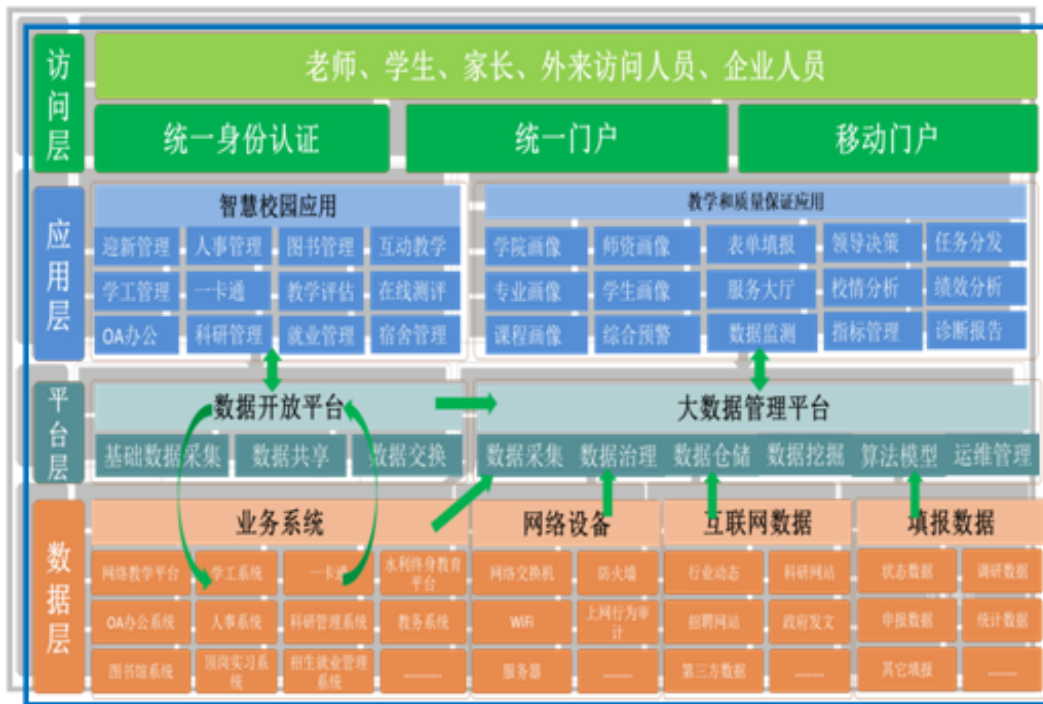 访问层
老师、学生、家长、外来访问人员、企业人员
统一身份认证 统一门户 移动门户
应用层
智慧校园应用 教学和质量保证应用
迎新管理 人事管理 图书管理 互动教学 学院画像 师资画像 表单填报 领导决策 任务分发
学工管理 一卡通 教学评估 在线测评 专业画像 学生画像 服务大厅 校情分析 绩效分析
OA办公 科研管理 就业管理 宿舍管理 课程画像 综合预警 数据监测 指标管理 诊断报告
平台层
数据开放平台 大数据管理平台
基础数据采集 数据共享 数据交换 数据采集 数据治理 数据仓储 数据挖掘 算法模型 运维管理
数据层
业务系统 网络设备 互联网数据 填报数据
网络教学平台 学工系统 一卡通 水利终身教育平台 网络交换机 防火墙 行业动态 科研网站 状态数据 调研数据
OA办公系统 人事系统 科研管理系统 教务系统 WiFi 上网行为审计 招聘网站 政府发文 申报数据 统计数据
图书馆系统 顶岗实习系统 招生就业管理系统 …… 服务器 …… 第三方数据 …… 其它填报 ……